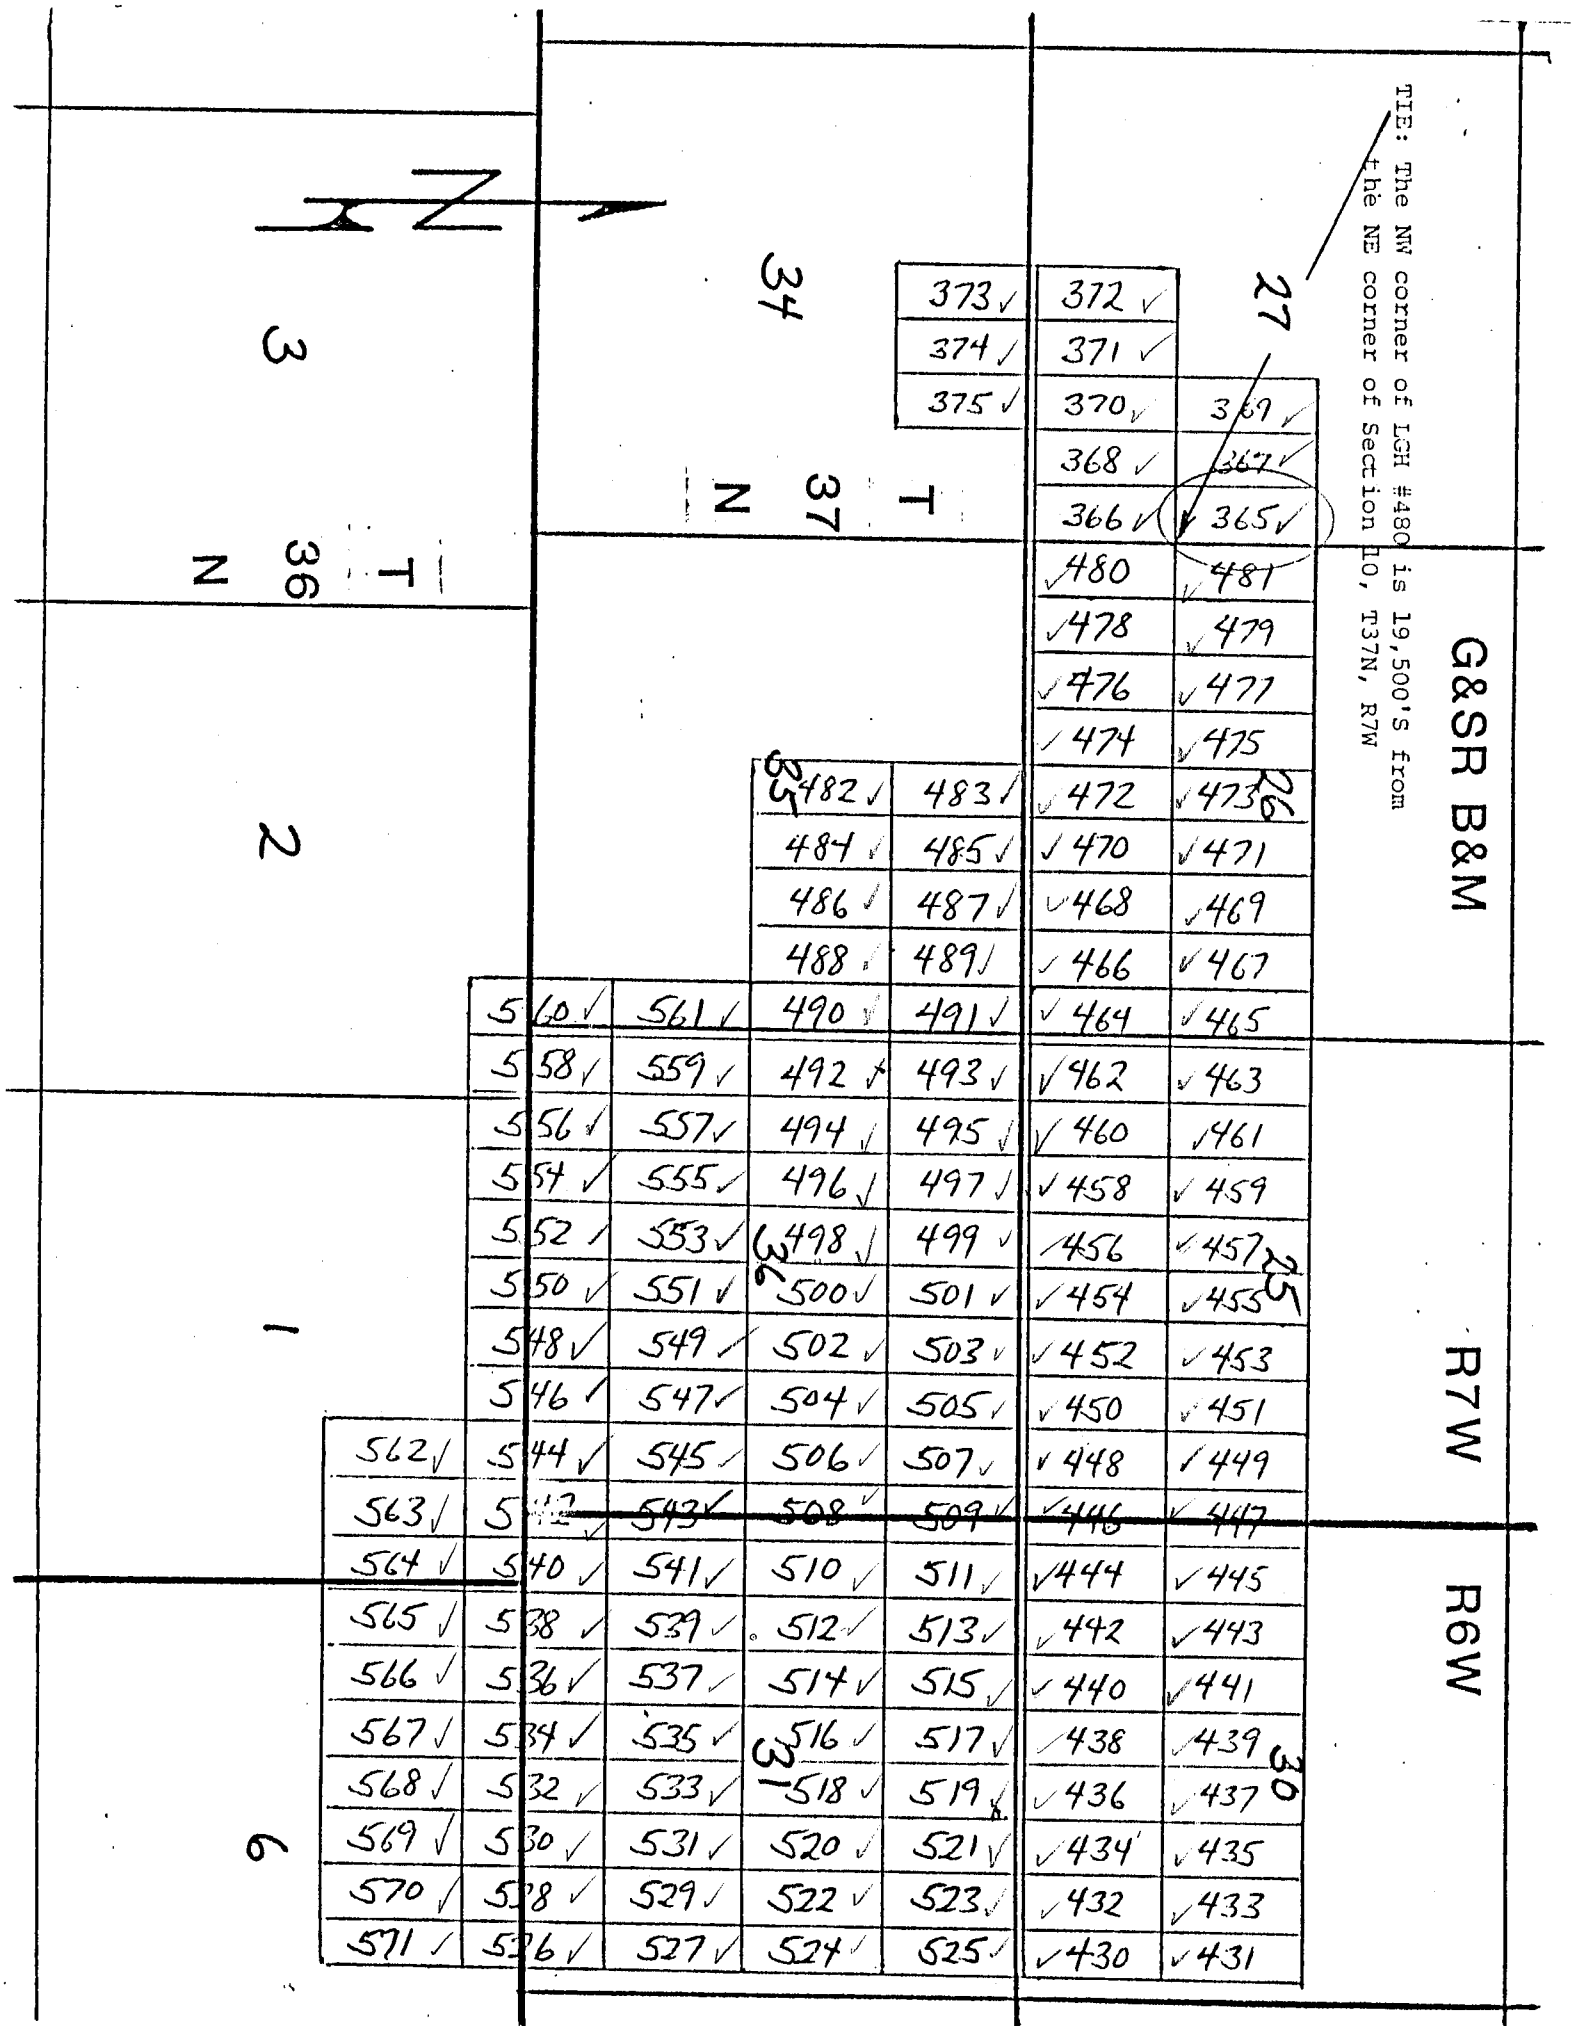 TIE: The NW corner of LGH #480 is 19,500'S from
the NE corner of Section 10, T37N, R7W
G&SR B&M
R7W
R6W
27
34
3
N
T
37
N
T
36
N
373✓ 372✓
374✓ 371✓
375✓ 370✓ 369✓
368✓ 367✓
366✓ ✓365✓
✓480 ✓481
✓478 ✓479
✓476 ✓477
✓474 ✓475
35 26
2
482✓ 483✓ ✓472 ✓473
484✓ 485✓ ✓470 ✓471
486✓ 487✓ ✓468 ✓469
488✓ 489✓ ✓466 ✓467
560✓ 561✓ 490✓ 491✓ ✓464 ✓465
558✓ 559✓ 492✓ 493✓ ✓462 ✓463
556✓ 557✓ 494✓ 495✓ ✓460 ✓461
554✓ 555✓ 496✓ 497✓ ✓458 ✓459
552✓ 553✓ 498✓ 499✓ ✓456 ✓457
36 25
1
550✓ 551✓ 500✓ 501✓ ✓454 ✓455
548✓ 549✓ 502✓ 503✓ ✓452 ✓453
546✓ 547✓ 504✓ 505✓ ✓450 ✓451
562✓ 544✓ 545✓ 506✓ 507✓ ✓448 ✓449
563✓ 542✓ 543✓ 508✓ 509✓ ✓446 ✓447
564✓ 540✓ 541✓ 510✓ 511✓ ✓444 ✓445
565✓ 538✓ 539✓ 512✓ 513✓ ✓442 ✓443
566✓ 536✓ 537✓ 514✓ 515✓ ✓440 ✓441
567✓ 534✓ 535✓ 516✓ 517✓ ✓438 ✓439
31 30
6
568✓ 532✓ 533✓ 518✓ 519✓ ✓436 ✓437
569✓ 530✓ 531✓ 520✓ 521✓ ✓434 ✓435
570✓ 528✓ 529✓ 522✓ 523✓ ✓432 ✓433
571✓ 526✓ 527✓ 524✓ 525✓ ✓430 ✓431